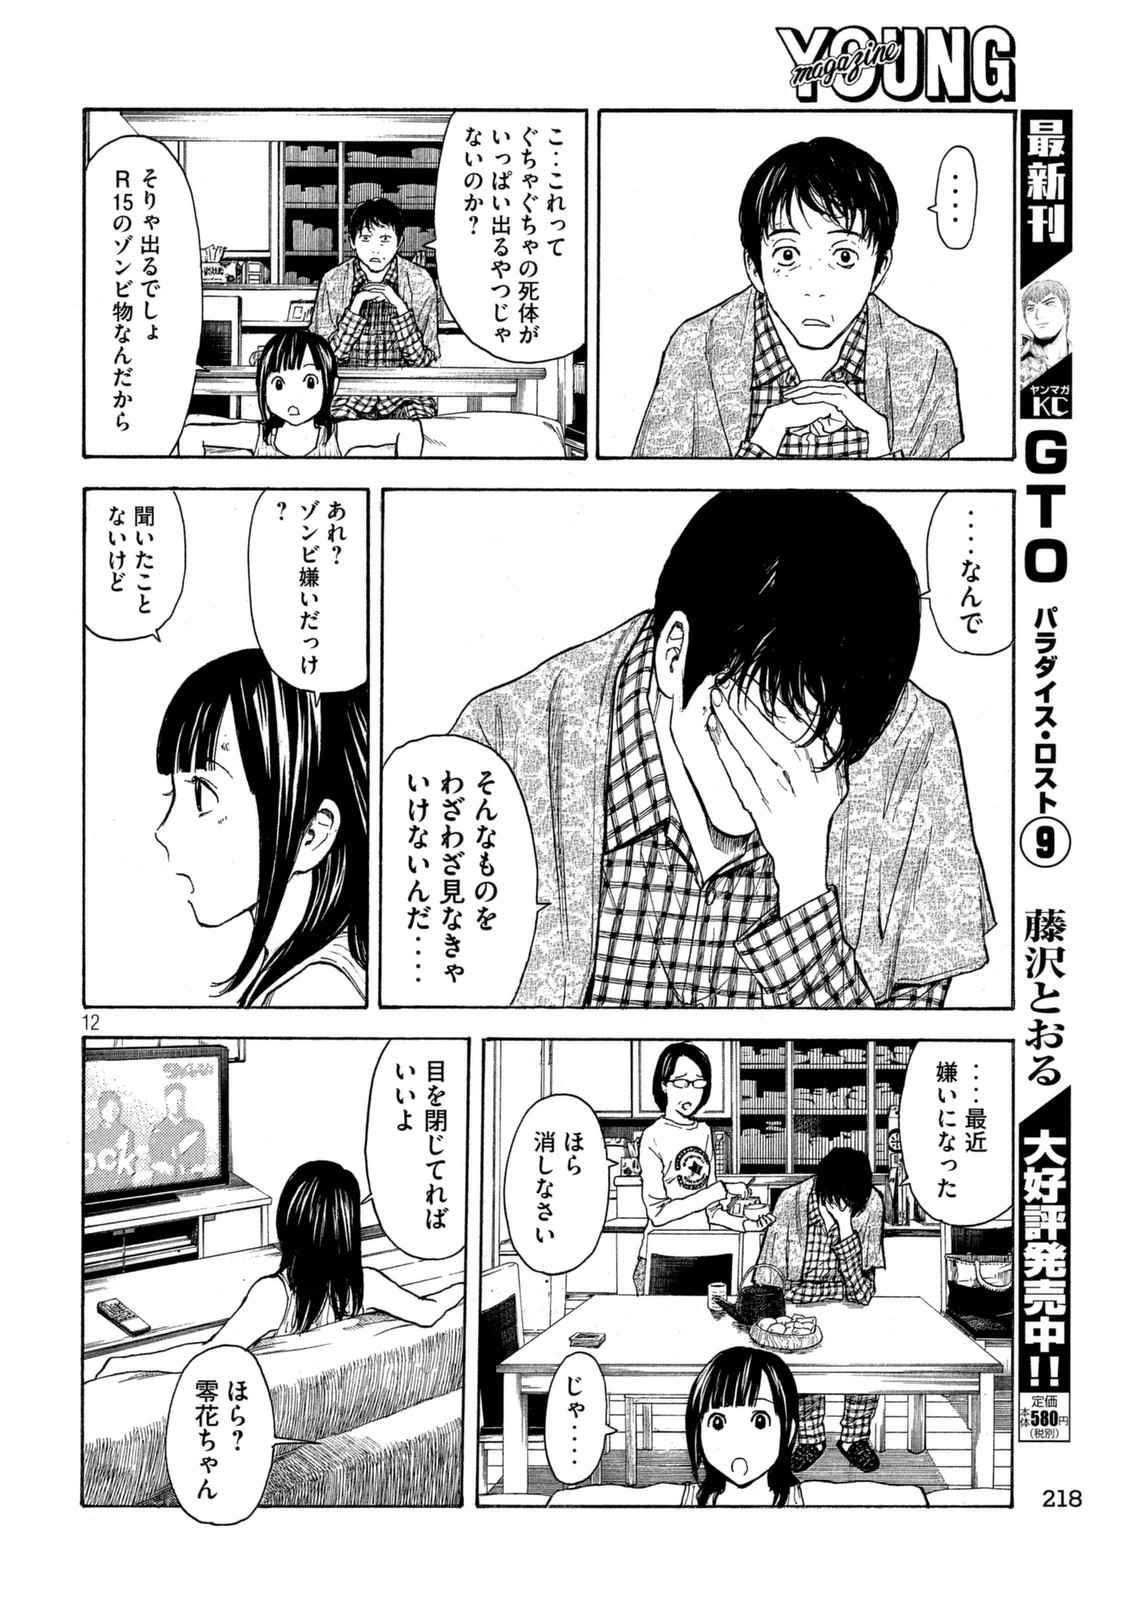 YOUNG
magazine
・・・・
こ・・これって
ぐちゃぐちゃの死体が
いっぱい出るやつじゃ
ないのか？
そりゃ出るでしょ
R15のゾンビ物なんだから
・・・・なんで
そんなものを
わざわざ見なきゃ
いけないんだ・・・・
あれ？
ゾンビ嫌いだっけ
？
聞いたこと
ないけど
・・・・最近
嫌いになった
ほら
消しなさい
じゃ・・・・
目を閉じてれば
いいよ
ほら？
零花ちゃん
ock
12
最新刊
ヤンマガ
KC
GTO
パラダイス・ロスト⑨
藤沢とおる
大好評発売中!!
定価
本体580円
(税別)
218